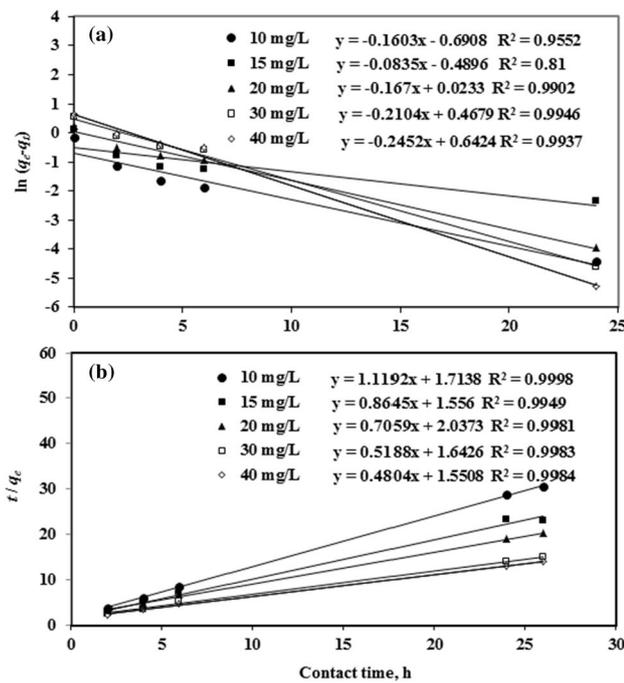 (a)
10 mg/L y = -0.1603x - 0.6908 R² = 0.9552
15 mg/L y = -0.0835x - 0.4896 R² = 0.81
20 mg/L y = -0.167x + 0.0233 R² = 0.9902
30 mg/L y = -0.2104x + 0.4679 R² = 0.9946
40 mg/L y = -0.2452x + 0.6424 R² = 0.9937
ln (qe-qt)
4
3
2
1
0
-1
-2
-3
-4
-5
-6
0 5 10 15 20 25
(b)
10 mg/L y = 1.1192x + 1.7138 R² = 0.9998
15 mg/L y = 0.8645x + 1.556 R² = 0.9949
20 mg/L y = 0.7059x + 2.0373 R² = 0.9981
30 mg/L y = 0.5188x + 1.6426 R² = 0.9983
40 mg/L y = 0.4804x + 1.5508 R² = 0.9984
t / qe
60
50
40
30
20
10
0
0 5 10 15 20 25 30
Contact time, h